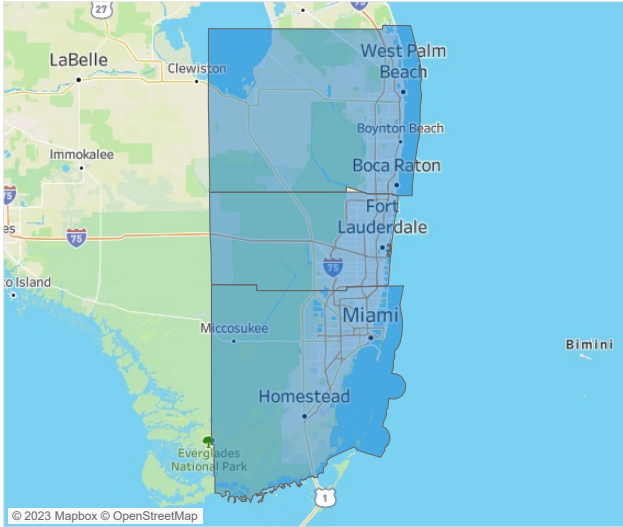 27
75
LaBelle
Clewiston
West Palm
Beach
Boynton Beach
Immokalee
Boca Raton
75
Fort
Lauderdale
75
75
es
o Island
Miccosukee
Miami
Bimini
Homestead
Everglades
National Park
1
© 2023 Mapbox © OpenStreetMap